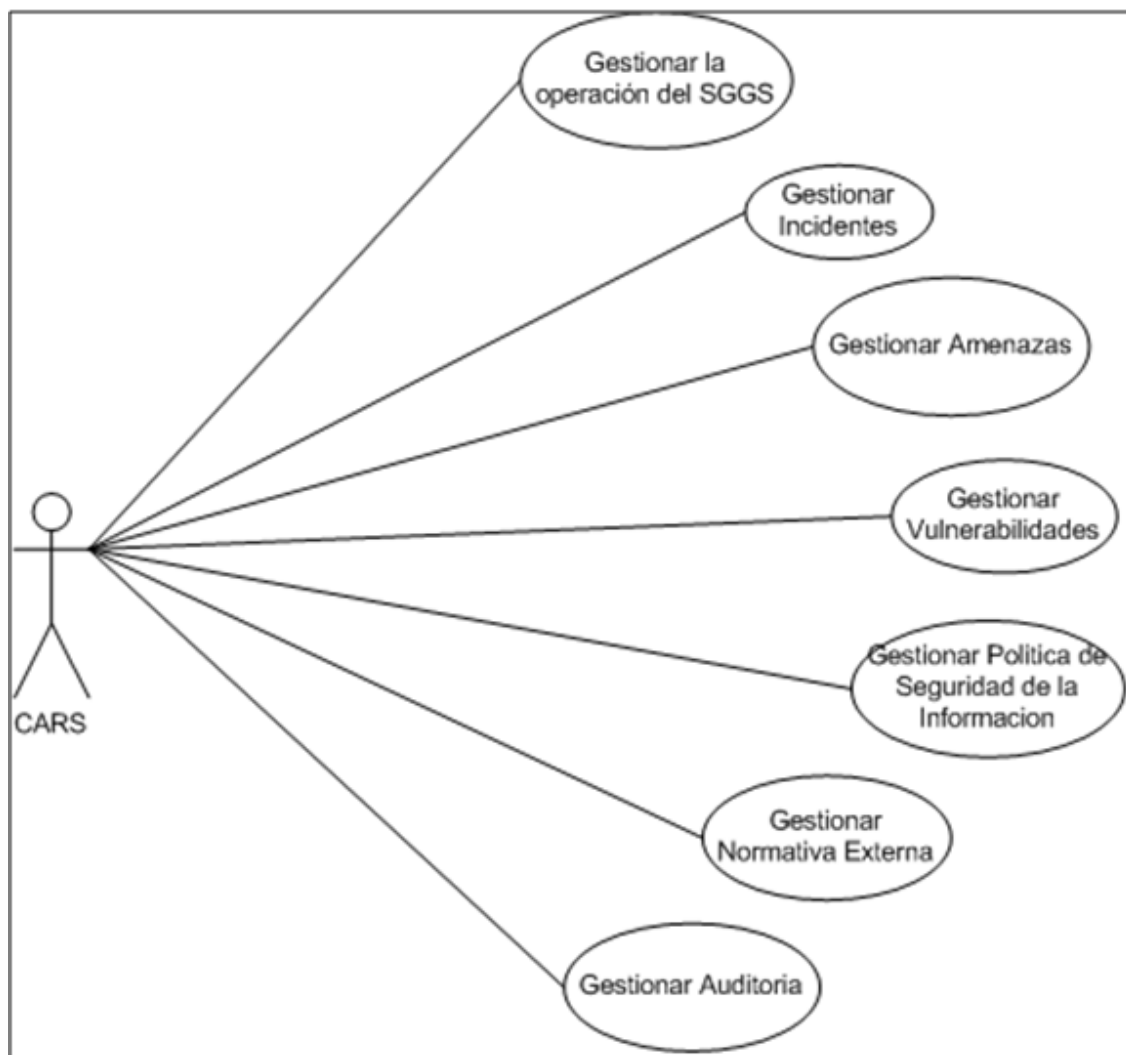 Gestionar la
operación del SGGS
Gestionar
Incidentes
Gestionar Amenazas
Gestionar
Vulnerabilidades
Gestionar Politica de
Seguridad de la
Informacion
CARS
Gestionar
Normativa Externa
Gestionar Auditoria